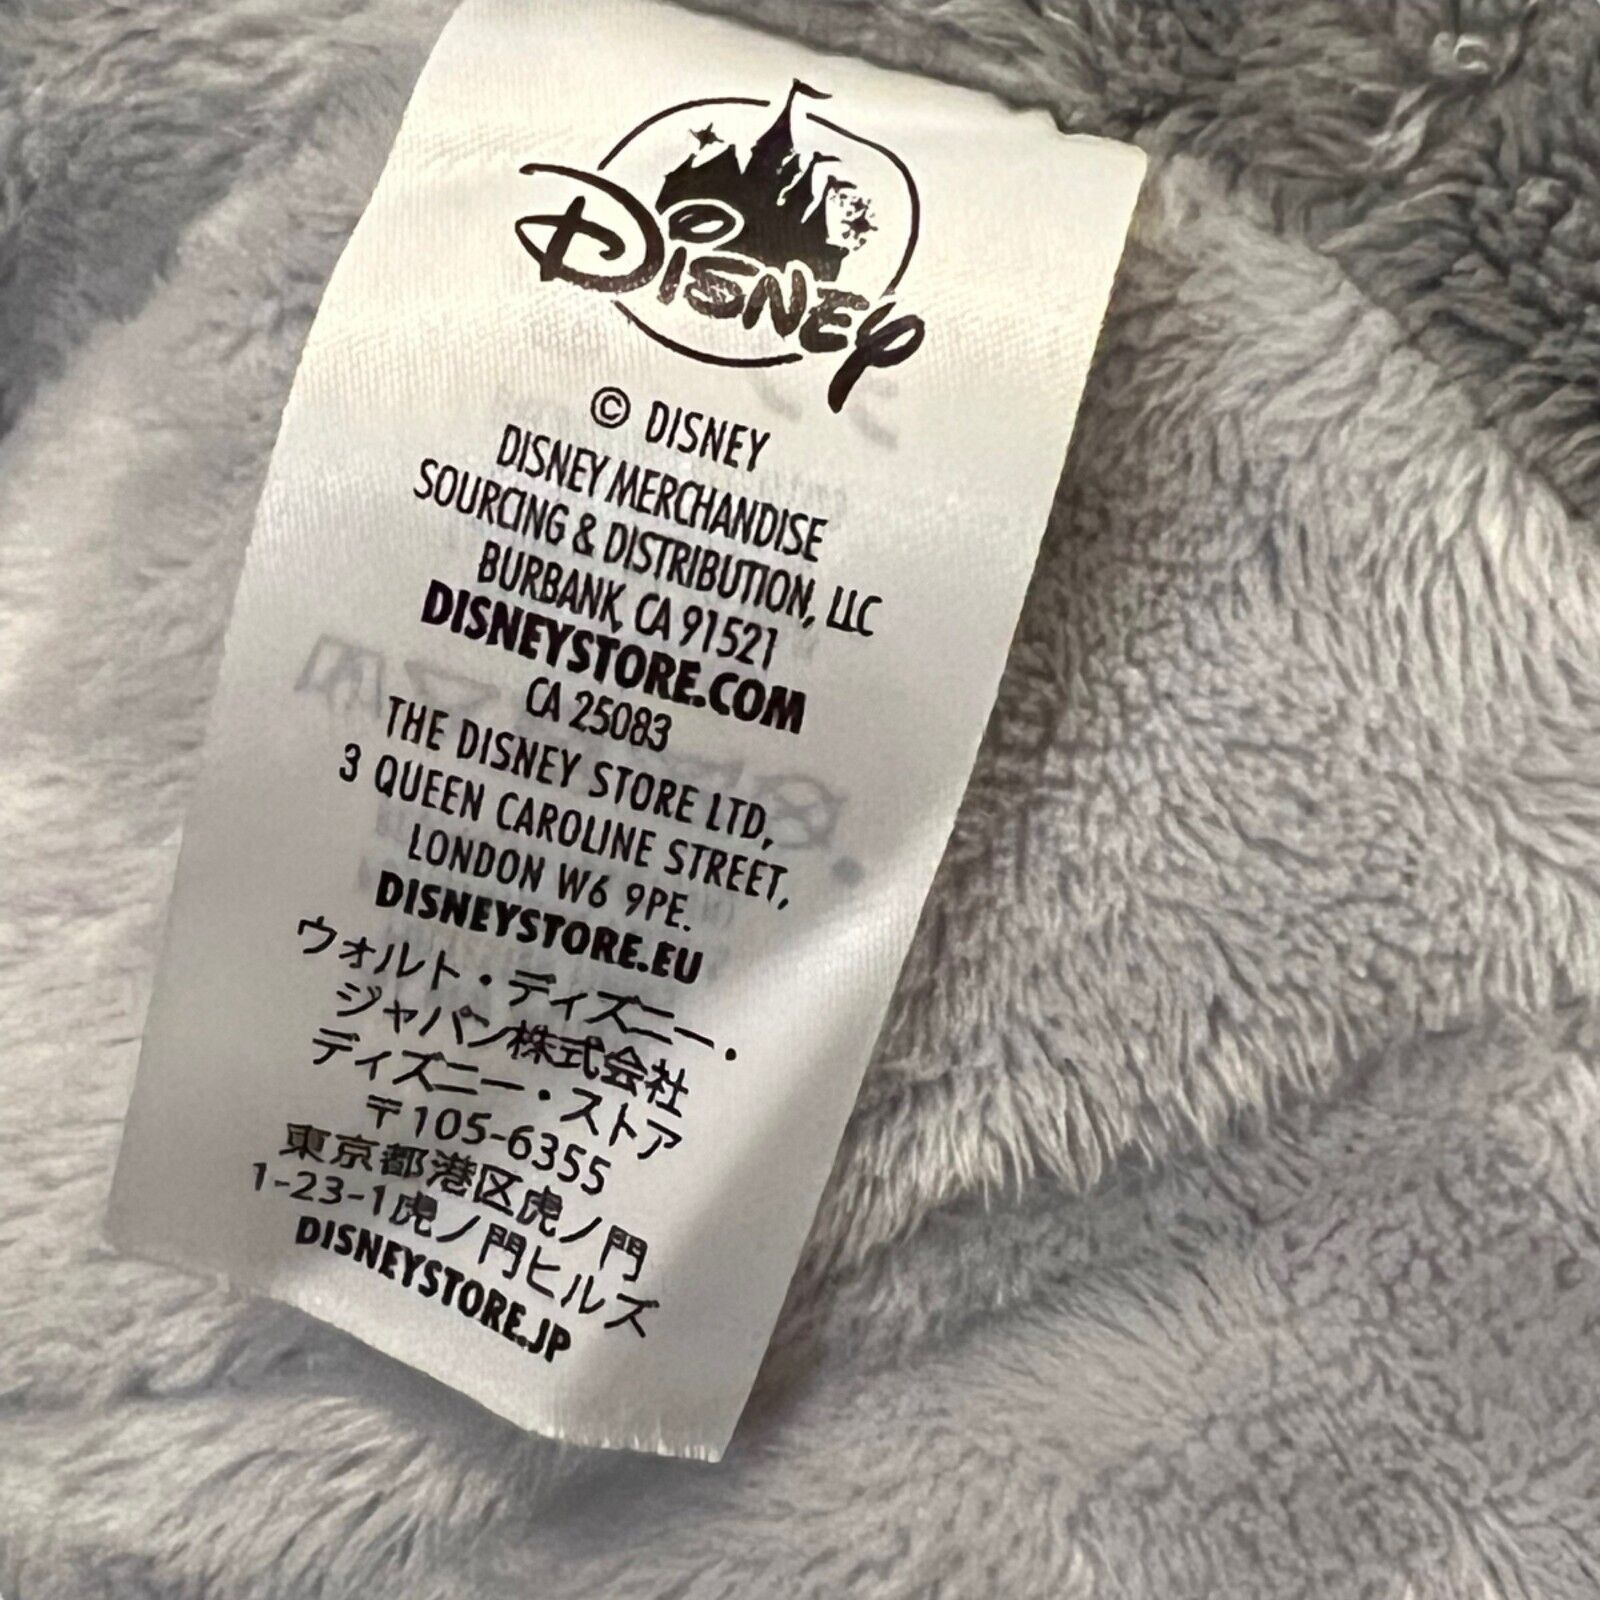 Disney
© DISNEY
DISNEY MERCHANDISE
SOURCING & DISTRIBUTION, LLC
BURBANK, CA 91521
DISNEYSTORE.COM
CA 25083
THE DISNEY STORE LTD,
3 QUEEN CAROLINE STREET,
LONDON W6 9PE.
DISNEYSTORE.EU
ウォルト・ディズニー・
ジャパン株式会社
ディズニー・ストア
〒105-6355
東京都港区虎ノ門
1-23-1虎ノ門ヒルズ
DISNEYSTORE.JP